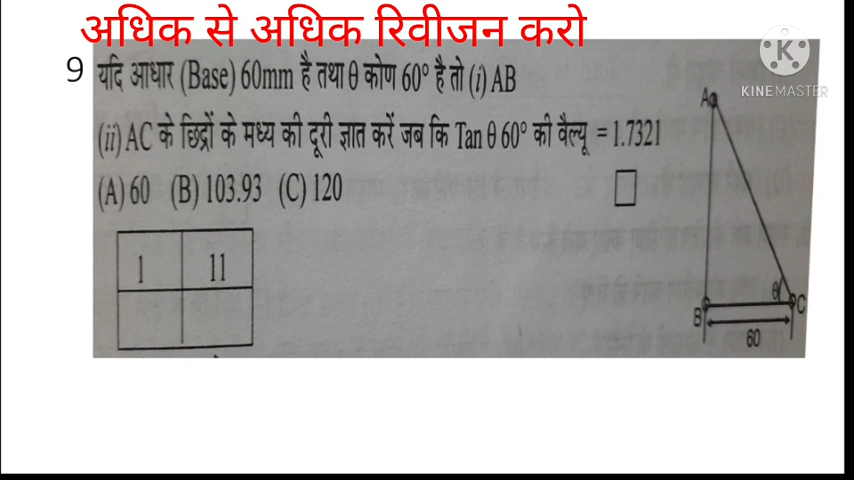 अधिक से अधिक रिवीजन करो
K
KINEMASTER
9 यदि आधार (Base) 60mm है तथा θ कोण 60° है तो (i) AB
(ii) AC के छिद्रों के मध्य की दूरी ज्ञात करें जब कि Tan θ 60° की वैल्यू = 1.7321
(A) 60 (B) 103.93 (C) 120
1 11
A
θ
B C
60